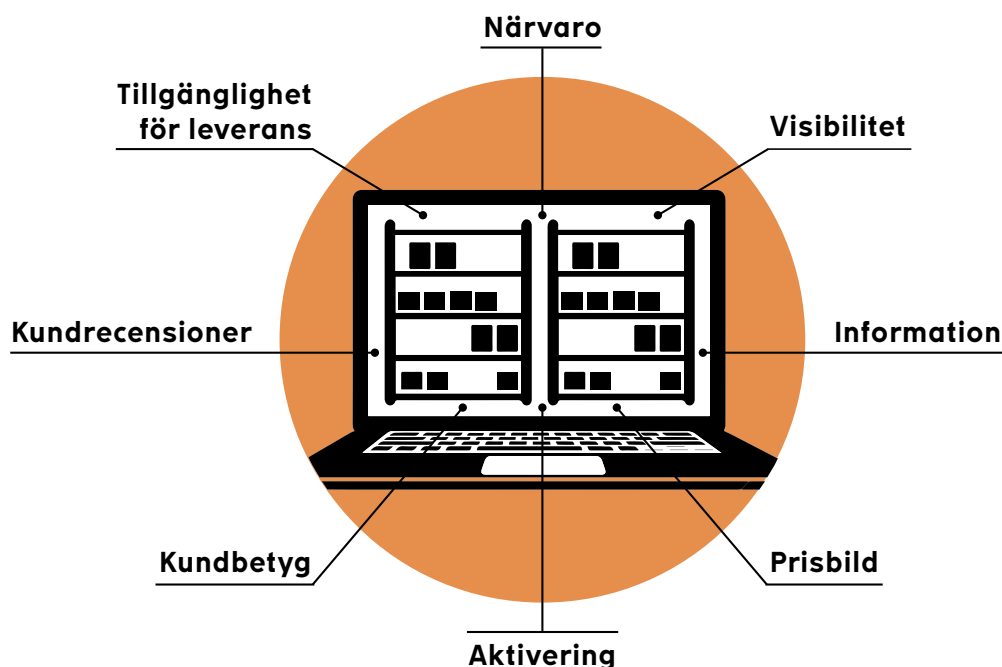 Närvaro
Tillgänglighet
för leverans
Visibilitet
Kundrecensioner
Information
Kundbetyg
Prisbild
Aktivering